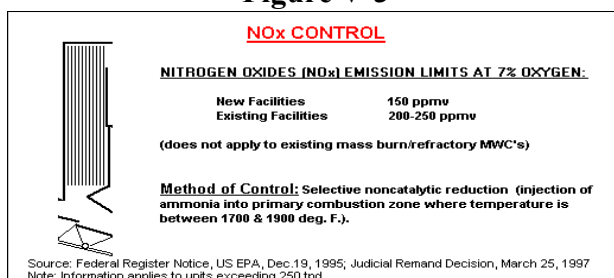 NOx CONTROL
NITROGEN OXIDES (NOx) EMISSION LIMITS AT 7% OXYGEN:
New Facilities 150 ppmv
Existing Facilities 200-250 ppmv
(does not apply to existing mass burn/refractory MWC's)
Method of Control: Selective noncatalytic reduction (injection of
ammonia into primary combustion zone where temperature is
between 1700 & 1900 deg. F.).
Source: Federal Register Notice, US EPA, Dec.19, 1995; Judicial Remand Decision, March 25, 1997
Note: Information applies to units exceeding 250 tpd